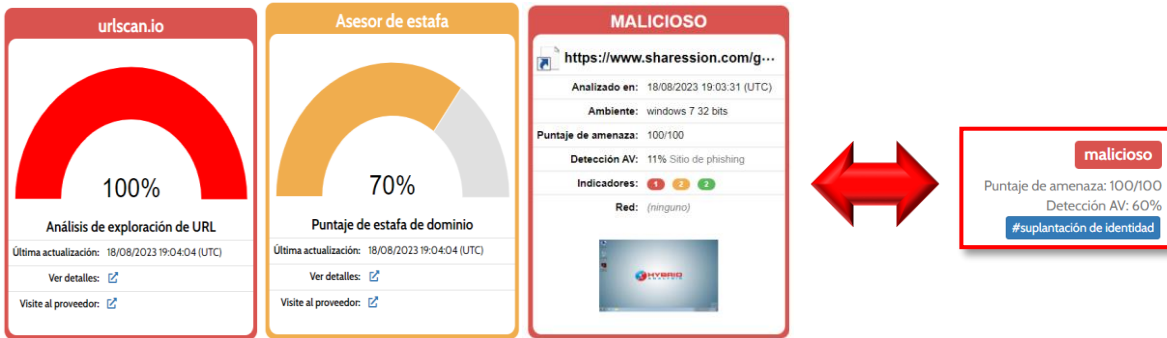 urlscan.io
100%
Análisis de exploración de URL
Última actualización: 18/08/2023 19:04:04 (UTC)
Ver detalles:
Visite al proveedor:
Asesor de estafa
70%
Puntaje de estafa de dominio
Última actualización: 18/08/2023 19:04:04 (UTC)
Ver detalles:
Visite al proveedor:
MALICIOSO
https://www.sharession.com/g···
Analizado en: 18/08/2023 19:03:31 (UTC)
Ambiente: windows 7 32 bits
Puntaje de amenaza: 100/100
Detección AV: 11% Sitio de phishing
Indicadores: 1 2 2
Red: (ninguno)
HYBRID
malicioso
Puntaje de amenaza: 100/100
Detección AV: 60%
#suplantación de identidad